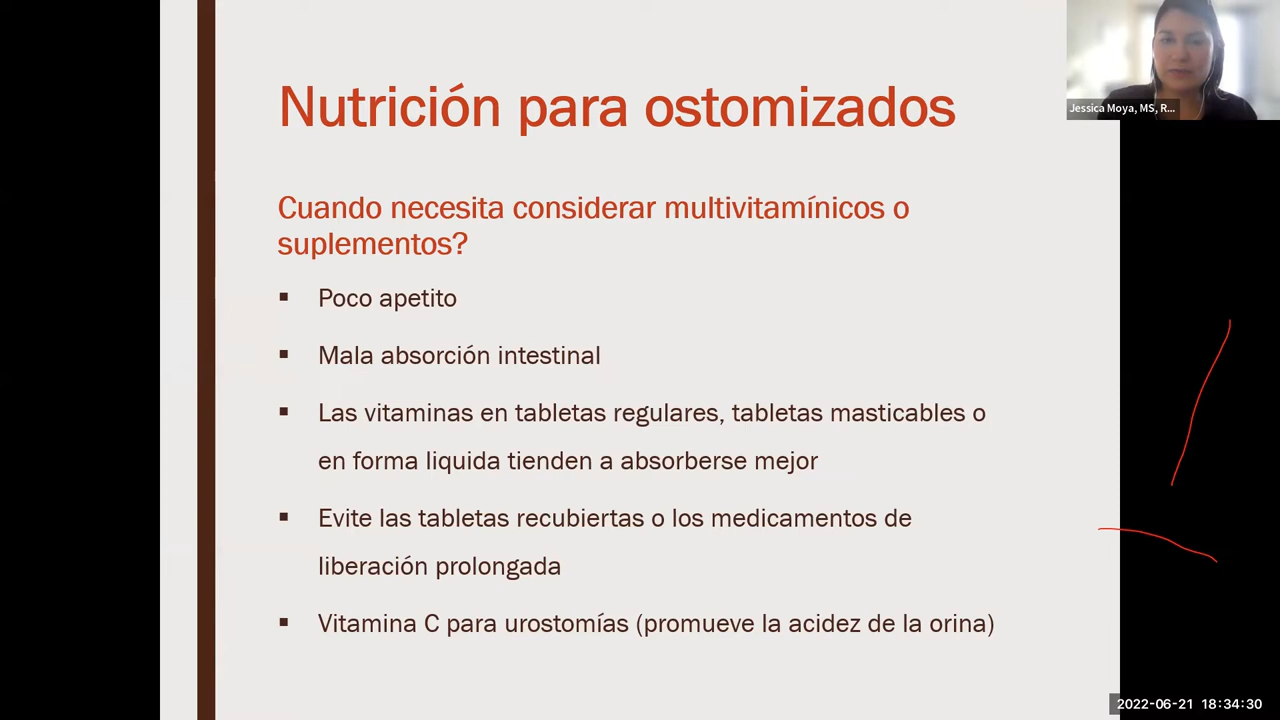 Nutrición para ostomizados
Jessica Moya, MS, R...
Cuando necesita considerar multivitamínicos o
suplementos?
▪ Poco apetito
▪ Mala absorción intestinal
▪ Las vitaminas en tabletas regulares, tabletas masticables o
en forma liquida tienden a absorberse mejor
▪ Evite las tabletas recubiertas o los medicamentos de
liberación prolongada
▪ Vitamina C para urostomías (promueve la acidez de la orina)
2022-06-21 18:34:30